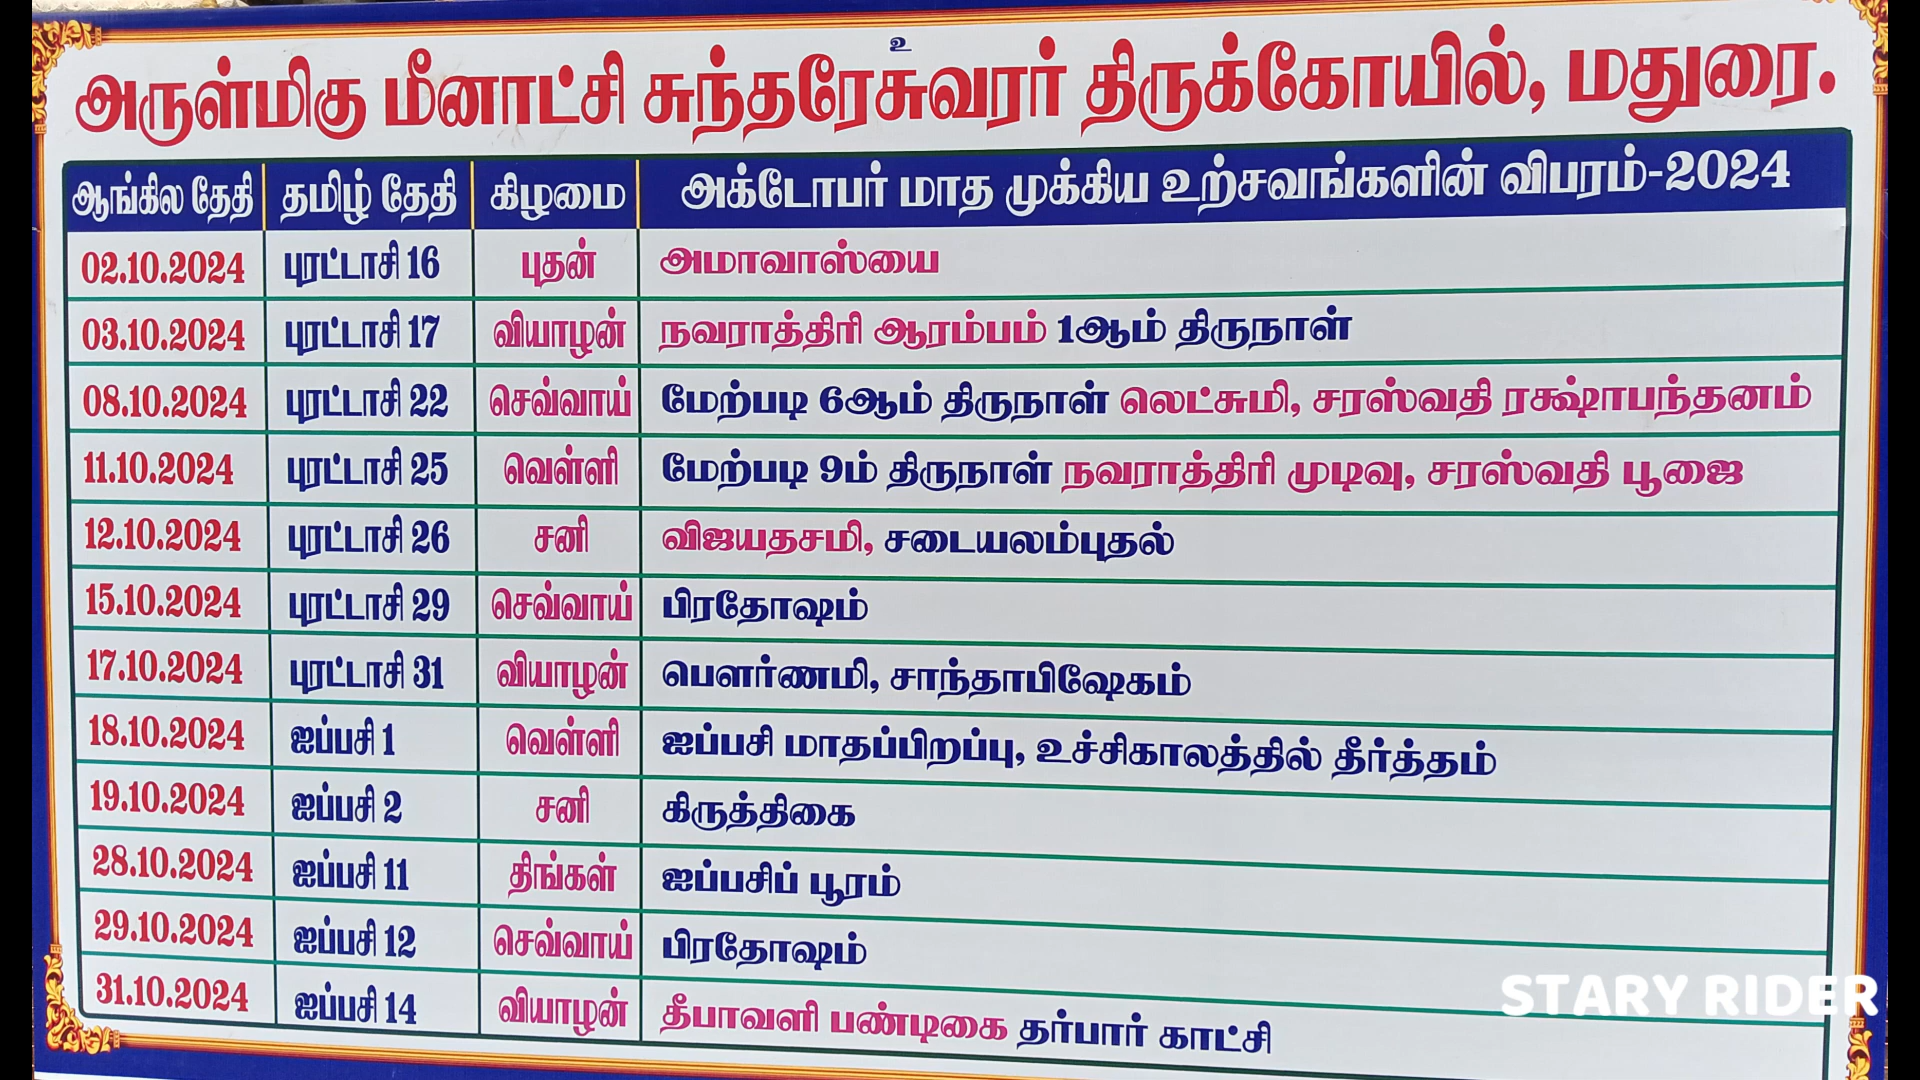 உ
அருள்மிகு மீனாட்சி சுந்தரேசுவரர் திருக்கோயில், மதுரை.
ஆங்கில தேதி தமிழ் தேதி கிழமை அக்டோபர் மாத முக்கிய உற்சவங்களின் விபரம்-2024
02.10.2024 புரட்டாசி 16 புதன் அமாவாஸ்யை
03.10.2024 புரட்டாசி 17 வியாழன் நவராத்திரி ஆரம்பம் 1ஆம் திருநாள்
08.10.2024 புரட்டாசி 22 செவ்வாய் மேற்படி 6ஆம் திருநாள் லெட்சுமி, சரஸ்வதி ரக்ஷாபந்தனம்
11.10.2024 புரட்டாசி 25 வெள்ளி மேற்படி 9ம் திருநாள் நவராத்திரி முடிவு, சரஸ்வதி பூஜை
12.10.2024 புரட்டாசி 26 சனி விஜயதசமி, சடையலம்புதல்
15.10.2024 புரட்டாசி 29 செவ்வாய் பிரதோஷம்
17.10.2024 புரட்டாசி 31 வியாழன் பௌர்ணமி, சாந்தாபிஷேகம்
18.10.2024 ஐப்பசி 1 வெள்ளி ஐப்பசி மாதப்பிறப்பு, உச்சிகாலத்தில் தீர்த்தம்
19.10.2024 ஐப்பசி 2 சனி கிருத்திகை
28.10.2024 ஐப்பசி 11 திங்கள் ஐப்பசிப் பூரம்
29.10.2024 ஐப்பசி 12 செவ்வாய் பிரதோஷம்
31.10.2024 ஐப்பசி 14 வியாழன் தீபாவளி பண்டிகை தர்பார் காட்சி
STARY RIDER